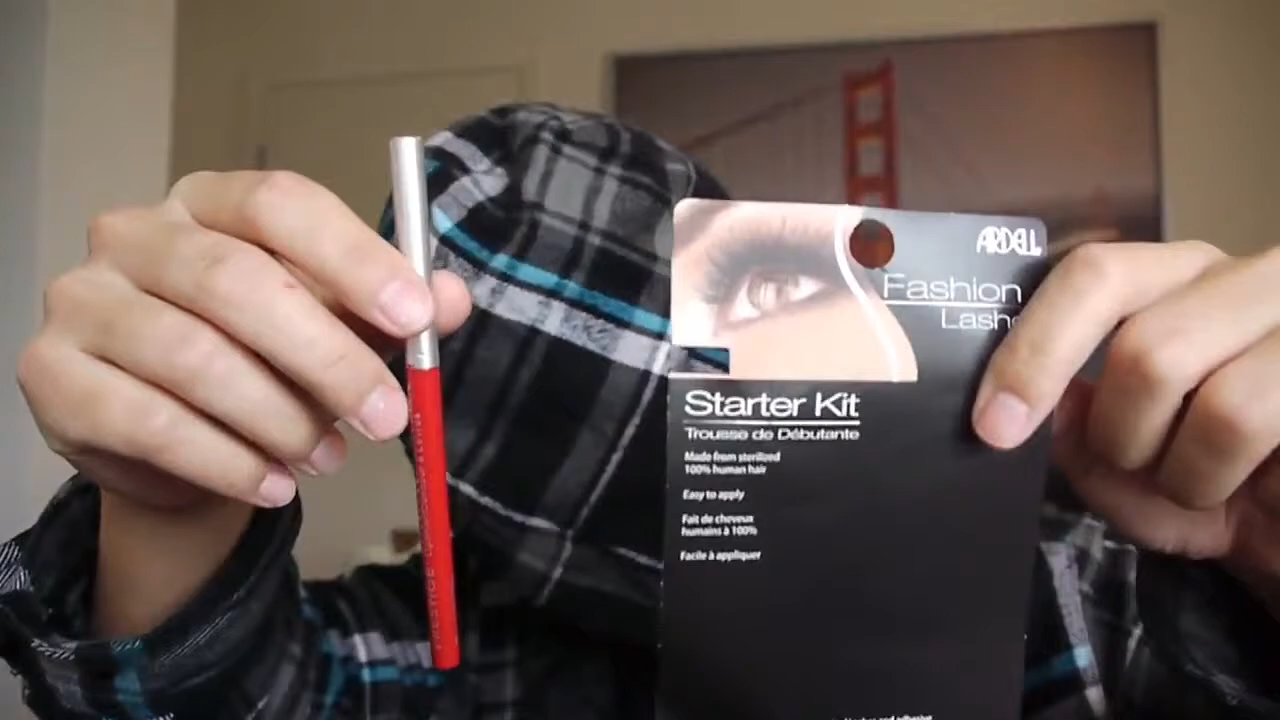 ARDELL
Fashion
Lash
Starter Kit
Trousse de Débutante
Made from sterilized
100% human hair
Easy to apply
Fait de cheveux
humains à 100%
Facile à appliquer
PRESTIGE